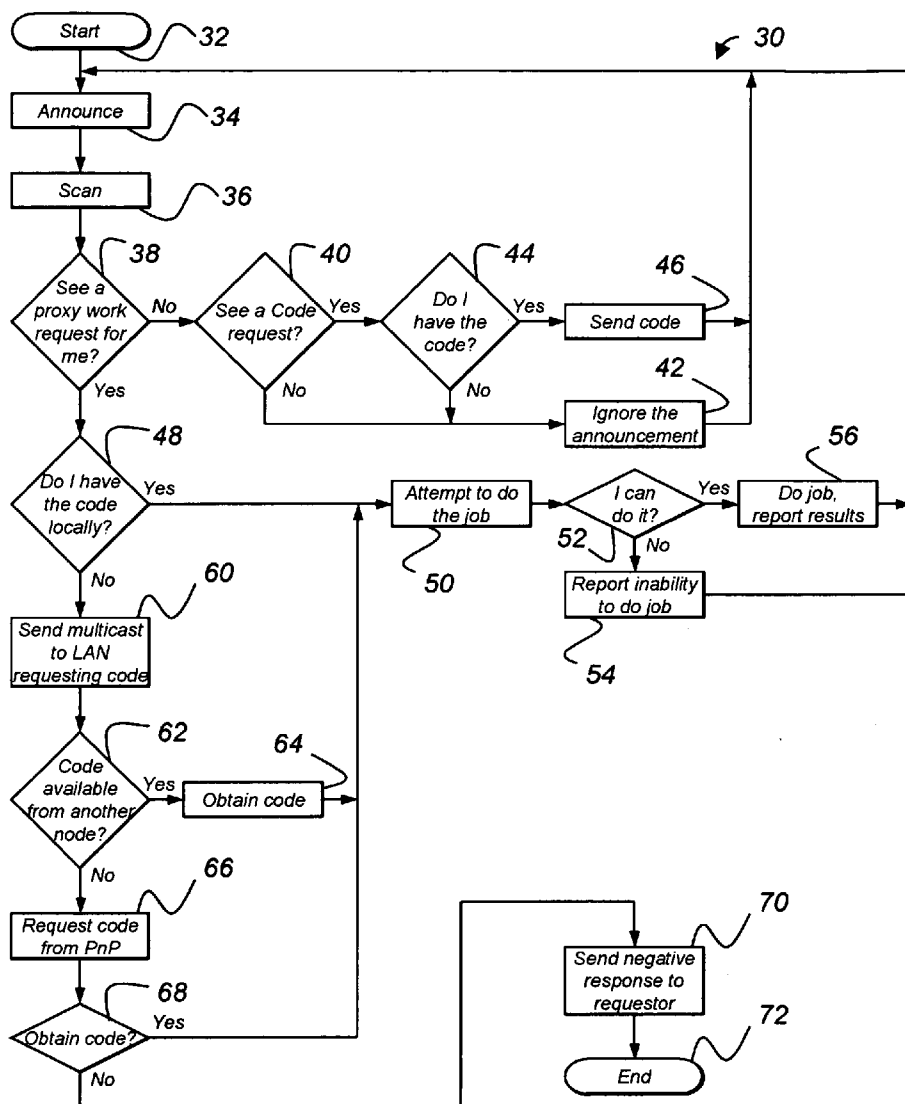 Start
32
30
Announce
34
Scan
36
38
40
44
46
See a
proxy work
request for
me?
No
See a Code
request?
Yes
Do I
have the
code?
Yes
Send code
Yes
No
No
42
Ignore the
announcement
48
Do I have
the code
locally?
Yes
Attempt to do
the job
50
I can
do it?
52
Yes
56
Do job,
report results
No
No
60
Report inability
to do job
54
Send multicast
to LAN
requesting code
62
64
Code
available
from another
node?
Yes
Obtain code
No
66
Request code
from PnP
70
Send negative
response to
requestor
68
Obtain code?
Yes
No
72
End